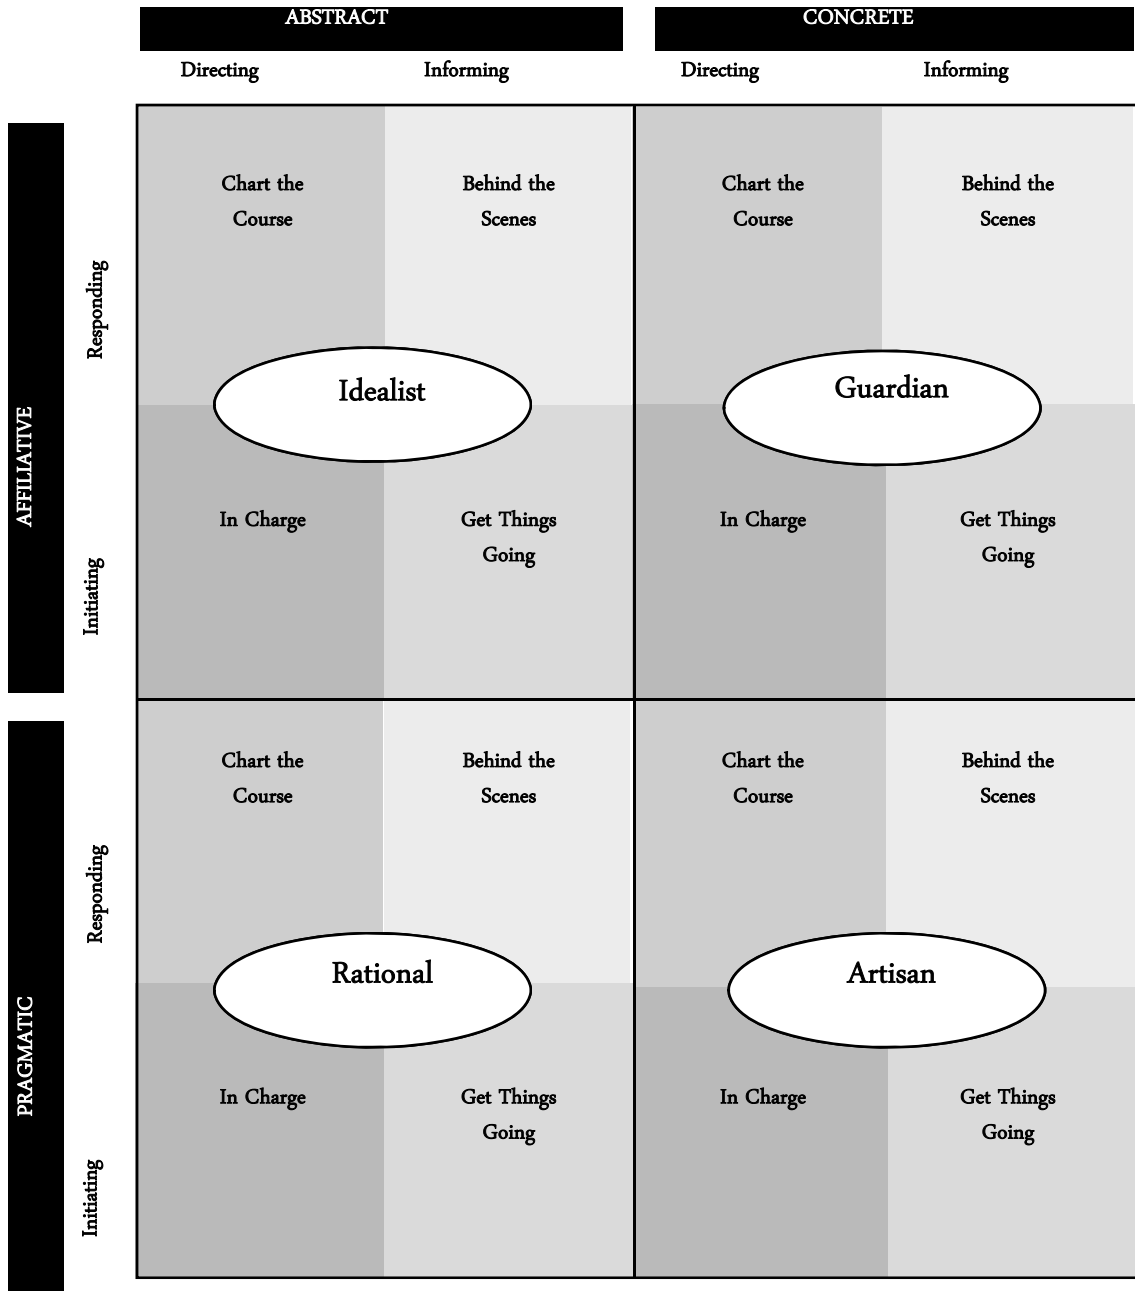 ABSTRACT
CONCRETE
Directing
Informing
Directing
Informing
AFFILIATIVE
Responding
Chart the
Course
Behind the
Scenes
Chart the
Course
Behind the
Scenes
Idealist
Guardian
Initiating
In Charge
Get Things
Going
In Charge
Get Things
Going
PRAGMATIC
Responding
Chart the
Course
Behind the
Scenes
Chart the
Course
Behind the
Scenes
Rational
Artisan
Initiating
In Charge
Get Things
Going
In Charge
Get Things
Going